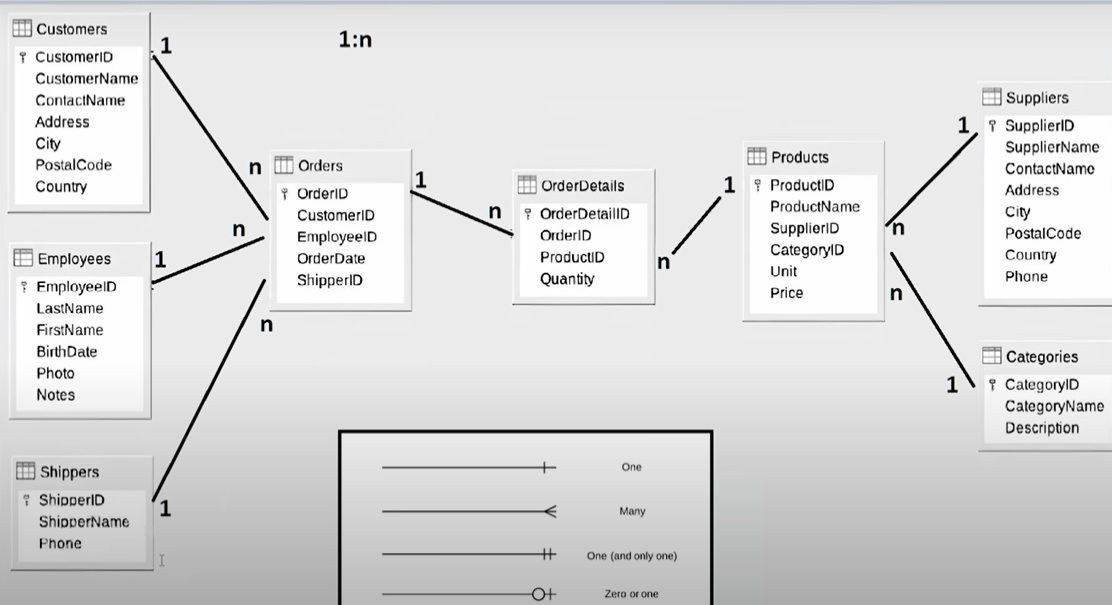 Customers
CustomerID
CustomerName
ContactName
Address
City
PostalCode
Country
1
1:n
n
Employees
EmployeeID
LastName
FirstName
BirthDate
Photo
Notes
1
n
Shippers
ShipperID
ShipperName
Phone
1
n
Orders
OrderID
CustomerID
EmployeeID
OrderDate
ShipperID
1
n
OrderDetails
OrderDetailID
OrderID
ProductID
Quantity
n
1
Products
ProductID
ProductName
SupplierID
CategoryID
Unit
Price
n
n
1
Suppliers
SupplierID
SupplierName
ContactName
Address
City
PostalCode
Country
Phone
1
Categories
CategoryID
CategoryName
Description
One
Many
One (and only one)
Zero or one